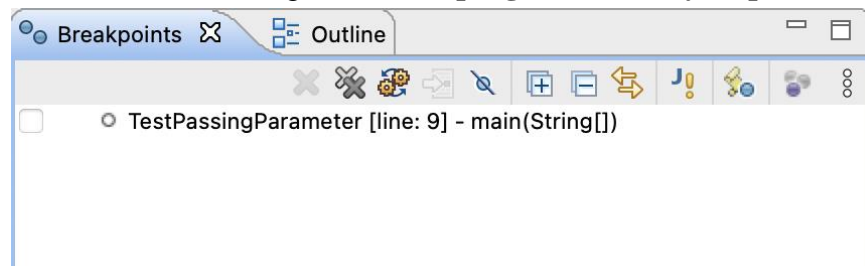 Breakpoints Outline
J
TestPassingParameter [line: 9] - main(String[])